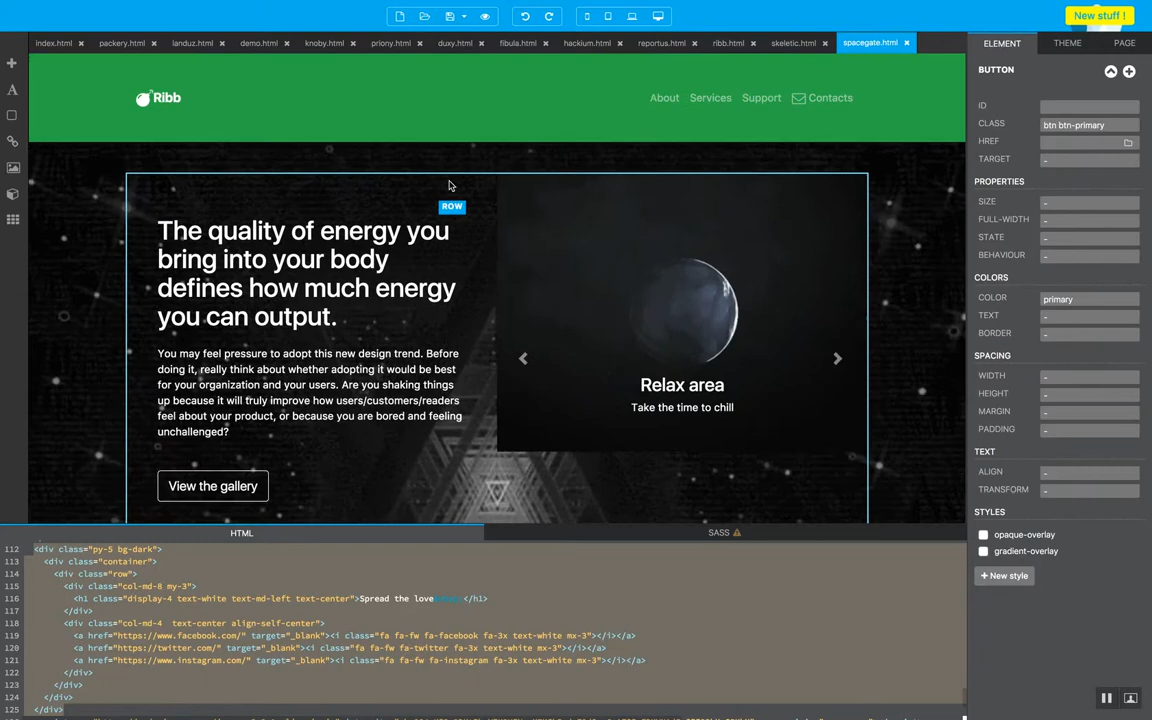 New stuff !
index.html
packery.html
landuz.html
demo.html
knoby.html
priony.html
duxy.html
fibula.html
hackium.html
reportus.html
ribb.html
skeletic.html
spacegate.html
ELEMENT
THEME
PAGE
Ribb
About
Services
Support
Contacts
BUTTON
ID
CLASS
btn btn-primary
HREF
TARGET
-
PROPERTIES
SIZE
-
FULL-WIDTH
-
STATE
-
BEHAVIOUR
-
COLORS
COLOR
primary
TEXT
-
BORDER
-
SPACING
WIDTH
-
HEIGHT
-
MARGIN
-
PADDING
-
TEXT
ALIGN
-
TRANSFORM
-
STYLES
opaque-overlay
gradient-overlay
+ New style
ROW
The quality of energy you
bring into your body
defines how much energy
you can output.
You may feel pressure to adopt this new design trend. Before
doing it, really think about whether adopting it would be best
for your organization and your users. Are you shaking things
up because it will truly improve how users/customers/readers
feel about your product, or because you are bored and feeling
unchallenged?
View the gallery
Relax area
Take the time to chill
HTML
SASS
112 <div class="py-5 bg-dark">
113 <div class="container">
114 <div class="row">
115 <div class="col-md-8 my-3">
116 <h1 class="display-4 text-white text-md-left text-center">Spread the love </h1>
117 </div>
118 <div class="col-md-4  text-center align-self-center">
119 <a href="https://www.facebook.com/" target="_blank"><i class="fa fa-fw fa-facebook fa-3x text-white mx-3"></i></a>
120 <a href="https://twitter.com/" target="_blank"><i class="fa fa-fw fa-twitter fa-3x text-white mx-3"></i></a>
121 <a href="https://www.instagram.com/" target="_blank"><i class="fa fa-fw fa-instagram fa-3x text-white mx-3"></i></a>
122 </div>
123 </div>
124 </div>
125 </div>